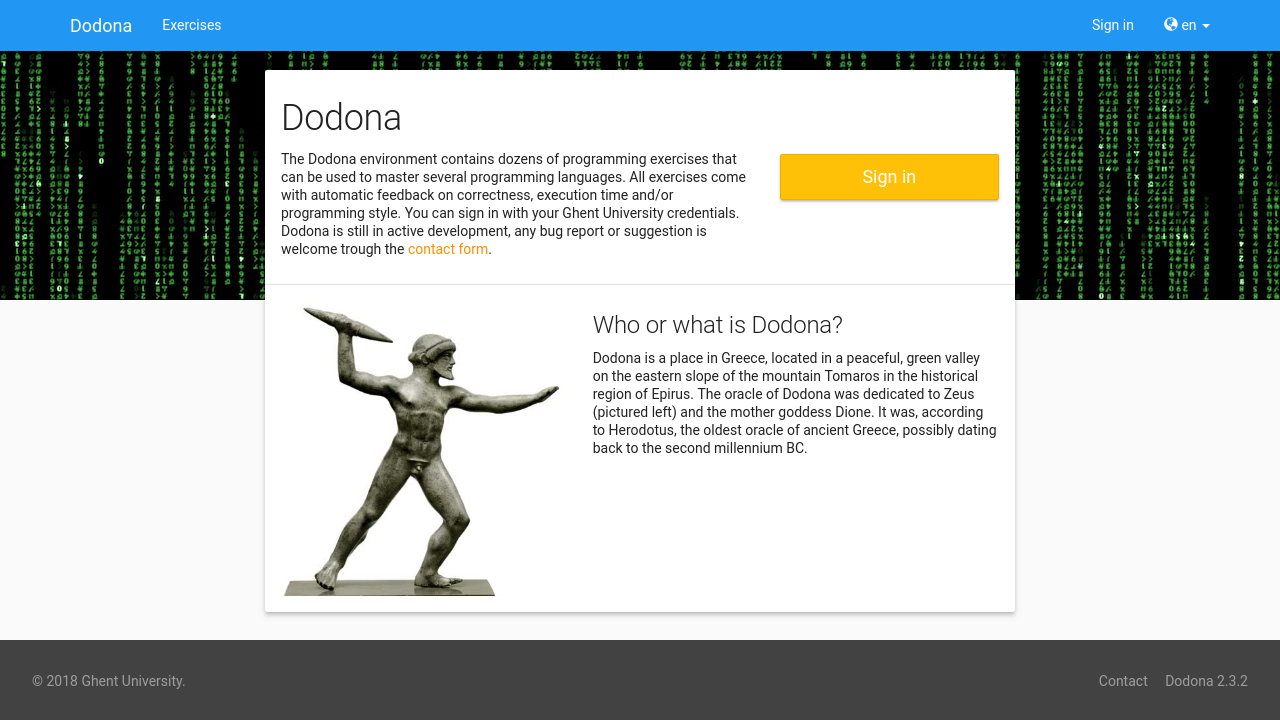 Dodona Exercises Sign in en
Dodona
The Dodona environment contains dozens of programming exercises that
can be used to master several programming languages. All exercises come
with automatic feedback on correctness, execution time and/or
programming style. You can sign in with your Ghent University credentials.
Dodona is still in active development, any bug report or suggestion is
welcome trough the contact form.
Sign in
Who or what is Dodona?
Dodona is a place in Greece, located in a peaceful, green valley
on the eastern slope of the mountain Tomaros in the historical
region of Epirus. The oracle of Dodona was dedicated to Zeus
(pictured left) and the mother goddess Dione. It was, according
to Herodotus, the oldest oracle of ancient Greece, possibly dating
back to the second millennium BC.
© 2018 Ghent University. Contact Dodona 2.3.2